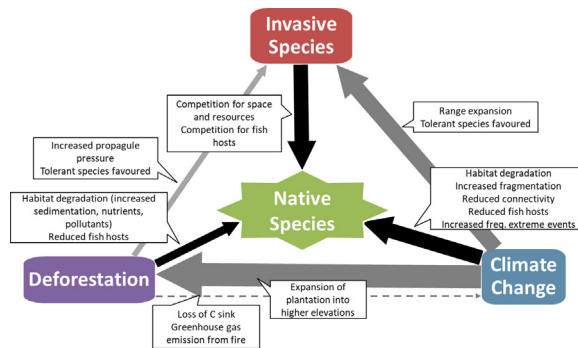 Invasive
Species
Competition for space
and resources
Competition for fish
hosts
Range expansion
Tolerant species favoured
Increased propagule
pressure
Tolerant species favoured
Habitat degradation (increased
sedimentation, nutrients,
pollutants)
Reduced fish hosts
Native
Species
Habitat degradation
Increased fragmentation
Reduced connectivity
Reduced fish hosts
Increased freq. extreme events
Deforestation
Climate
Change
Expansion of
plantation into
higher elevations
Loss of C sink
Greenhouse gas
emission from fire